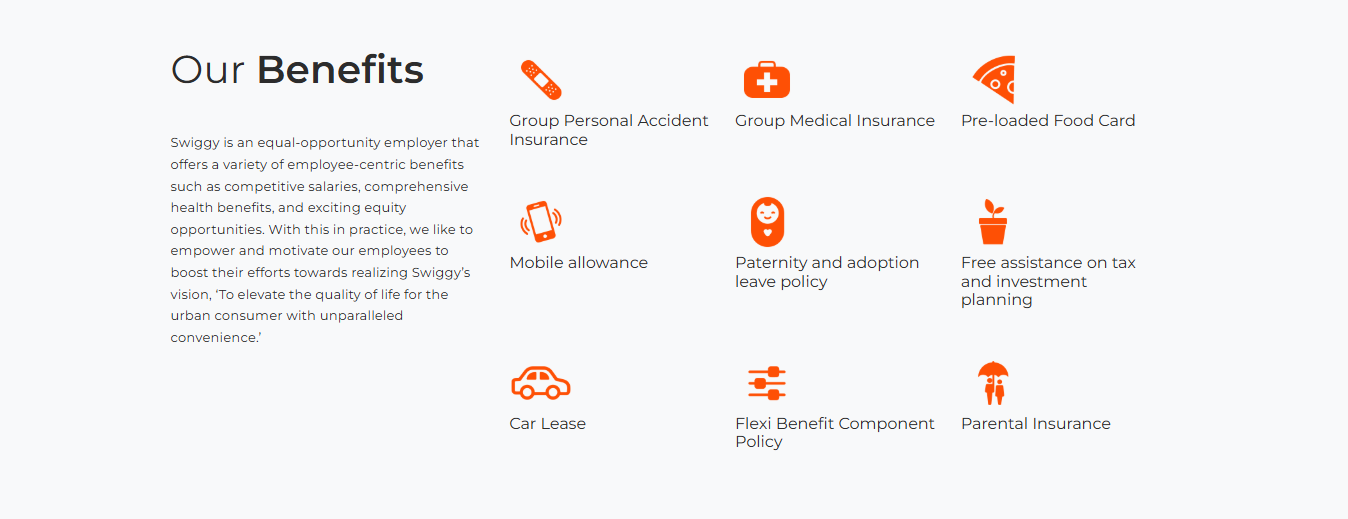 Our Benefits
Swiggy is an equal-opportunity employer that
offers a variety of employee-centric benefits
such as competitive salaries, comprehensive
health benefits, and exciting equity
opportunities. With this in practice, we like to
empower and motivate our employees to
boost their efforts towards realizing Swiggy’s
vision, ‘To elevate the quality of life for the
urban consumer with unparalleled
convenience.’
Group Personal Accident
Insurance
Group Medical Insurance
Pre-loaded Food Card
Mobile allowance
Paternity and adoption
leave policy
Free assistance on tax
and investment
planning
Car Lease
Flexi Benefit Component
Policy
Parental Insurance